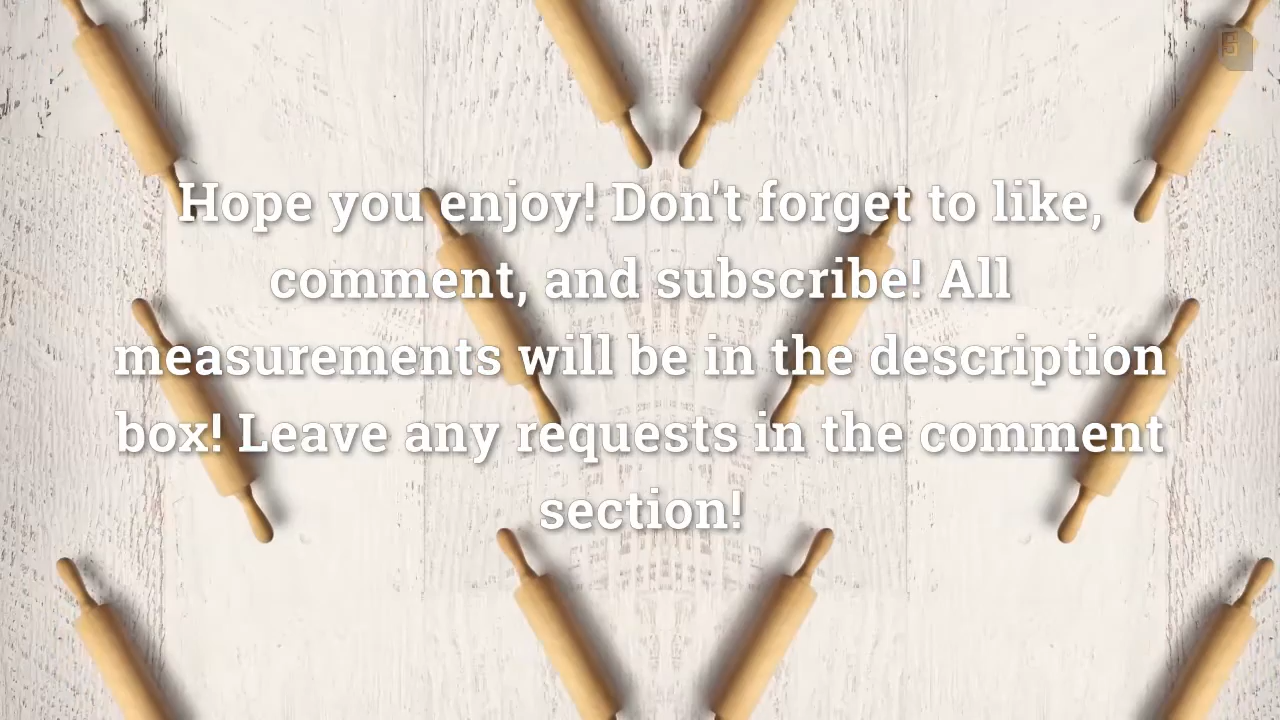 Hope you enjoy! Don't forget to like,
comment, and subscribe! All
measurements will be in the description
box! Leave any requests in the comment
section!